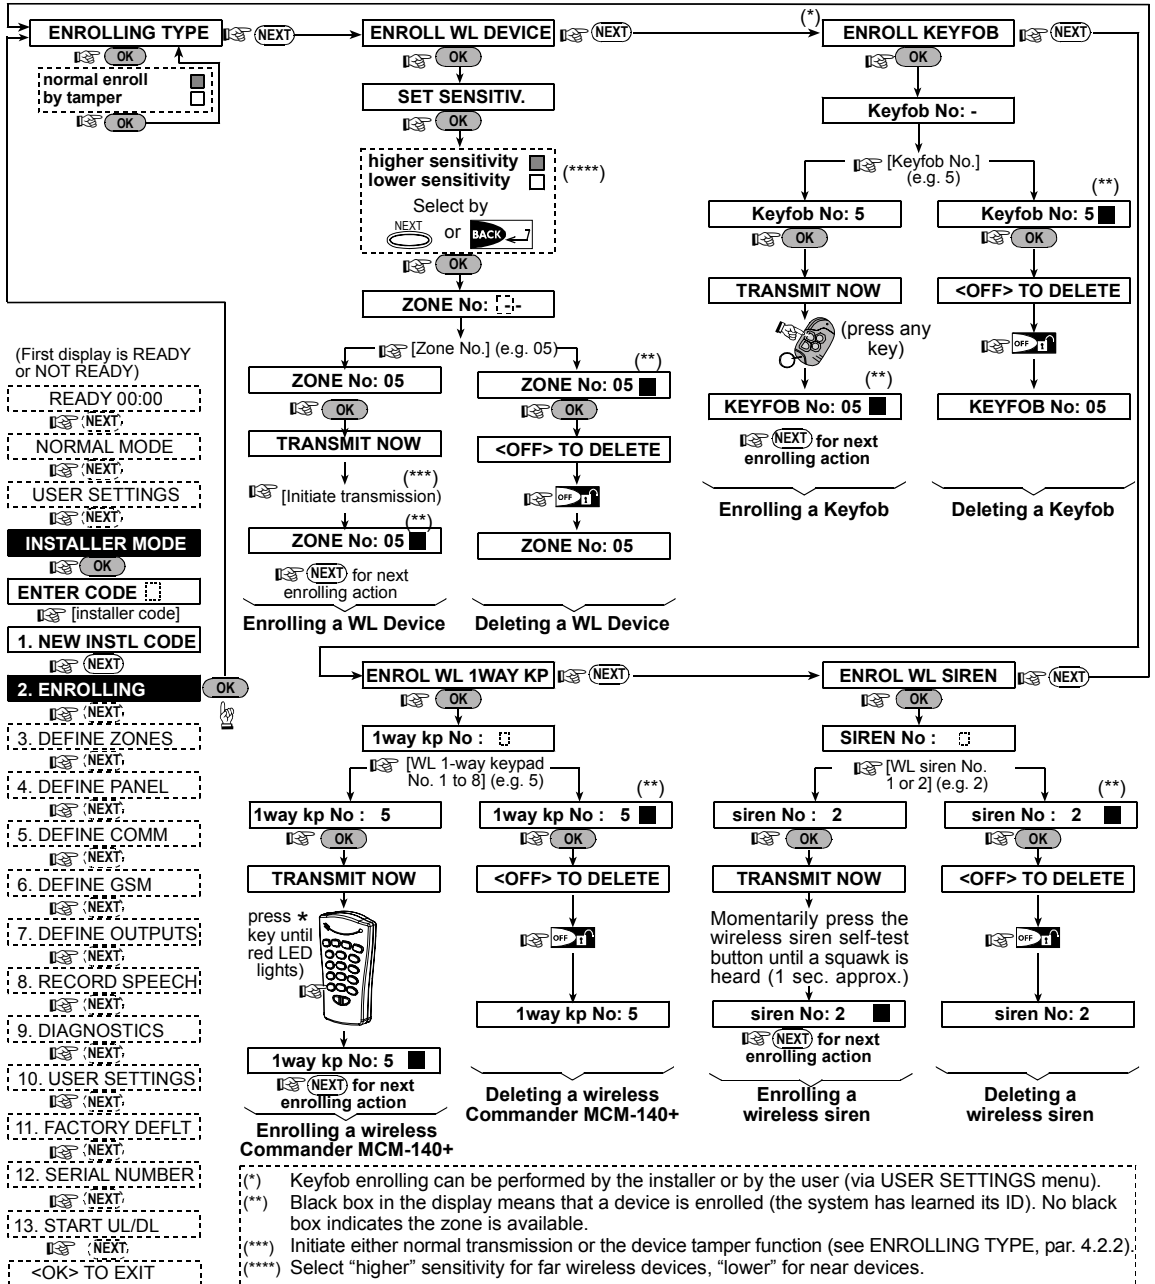 ENROLLING TYPE
NEXT
OK
normal enroll
by tamper
OK
ENROLL WL DEVICE
NEXT
OK
SET SENSITIV.
OK
higher sensitivity
lower sensitivity
(****)
Select by
NEXT
or
BACK
OK
ZONE No: - -
[Zone No.] (e.g. 05)
ZONE No: 05
OK
TRANSMIT NOW
(***)
[Initiate transmission)
(**)
ZONE No: 05
NEXT for next
enrolling action
Enrolling a WL Device
(**)
ZONE No: 05
OK
<OFF> TO DELETE
OFF
ZONE No: 05
Deleting a WL Device
(*)
ENROLL KEYFOB
NEXT
OK
Keyfob No: -
[Keyfob No.]
(e.g. 5)
Keyfob No: 5
OK
TRANSMIT NOW
(press any
key)
(**)
KEYFOB No: 05
NEXT for next
enrolling action
Enrolling a Keyfob
(**)
Keyfob No: 5
OK
<OFF> TO DELETE
OFF
KEYFOB No: 05
Deleting a Keyfob
(First display is READY
or NOT READY)
READY 00:00
NEXT
NORMAL MODE
NEXT
USER SETTINGS
NEXT
INSTALLER MODE
OK
ENTER CODE
[installer code]
1. NEW INSTL CODE
NEXT
2. ENROLLING
OK
NEXT
3. DEFINE ZONES
NEXT
4. DEFINE PANEL
NEXT
5. DEFINE COMM
NEXT
6. DEFINE GSM
NEXT
7. DEFINE OUTPUTS
NEXT
8. RECORD SPEECH
NEXT
9. DIAGNOSTICS
NEXT
10. USER SETTINGS
NEXT
11. FACTORY DEFLT
NEXT
12. SERIAL NUMBER
NEXT
13. START UL/DL
NEXT
<OK> TO EXIT
ENROL WL 1WAY KP
NEXT
OK
1way kp No :
[WL 1-way keypad
No. 1 to 8] (e.g. 5)
1way kp No : 5
OK
TRANSMIT NOW
press *
key until
red LED
lights)
1way kp No: 5
NEXT for next
enrolling action
Enrolling a wireless
Commander MCM-140+
(**)
1way kp No : 5
OK
<OFF> TO DELETE
OFF
1way kp No: 5
Deleting a wireless
Commander MCM-140+
ENROL WL SIREN
NEXT
OK
SIREN No :
[WL siren No.
1 or 2] (e.g. 2)
siren No : 2
OK
TRANSMIT NOW
Momentarily press the
wireless siren self-test
button until a squawk is
heard (1 sec. approx.)
siren No: 2
NEXT for next
enrolling action
Enrolling a
wireless siren
(**)
siren No : 2
OK
<OFF> TO DELETE
OFF
siren No: 2
Deleting a
wireless siren
(*) Keyfob enrolling can be performed by the installer or by the user (via USER SETTINGS menu).
(**) Black box in the display means that a device is enrolled (the system has learned its ID). No black
box indicates the zone is available.
(***) Initiate either normal transmission or the device tamper function (see ENROLLING TYPE, par. 4.2.2).
(****) Select “higher” sensitivity for far wireless devices, “lower” for near devices.